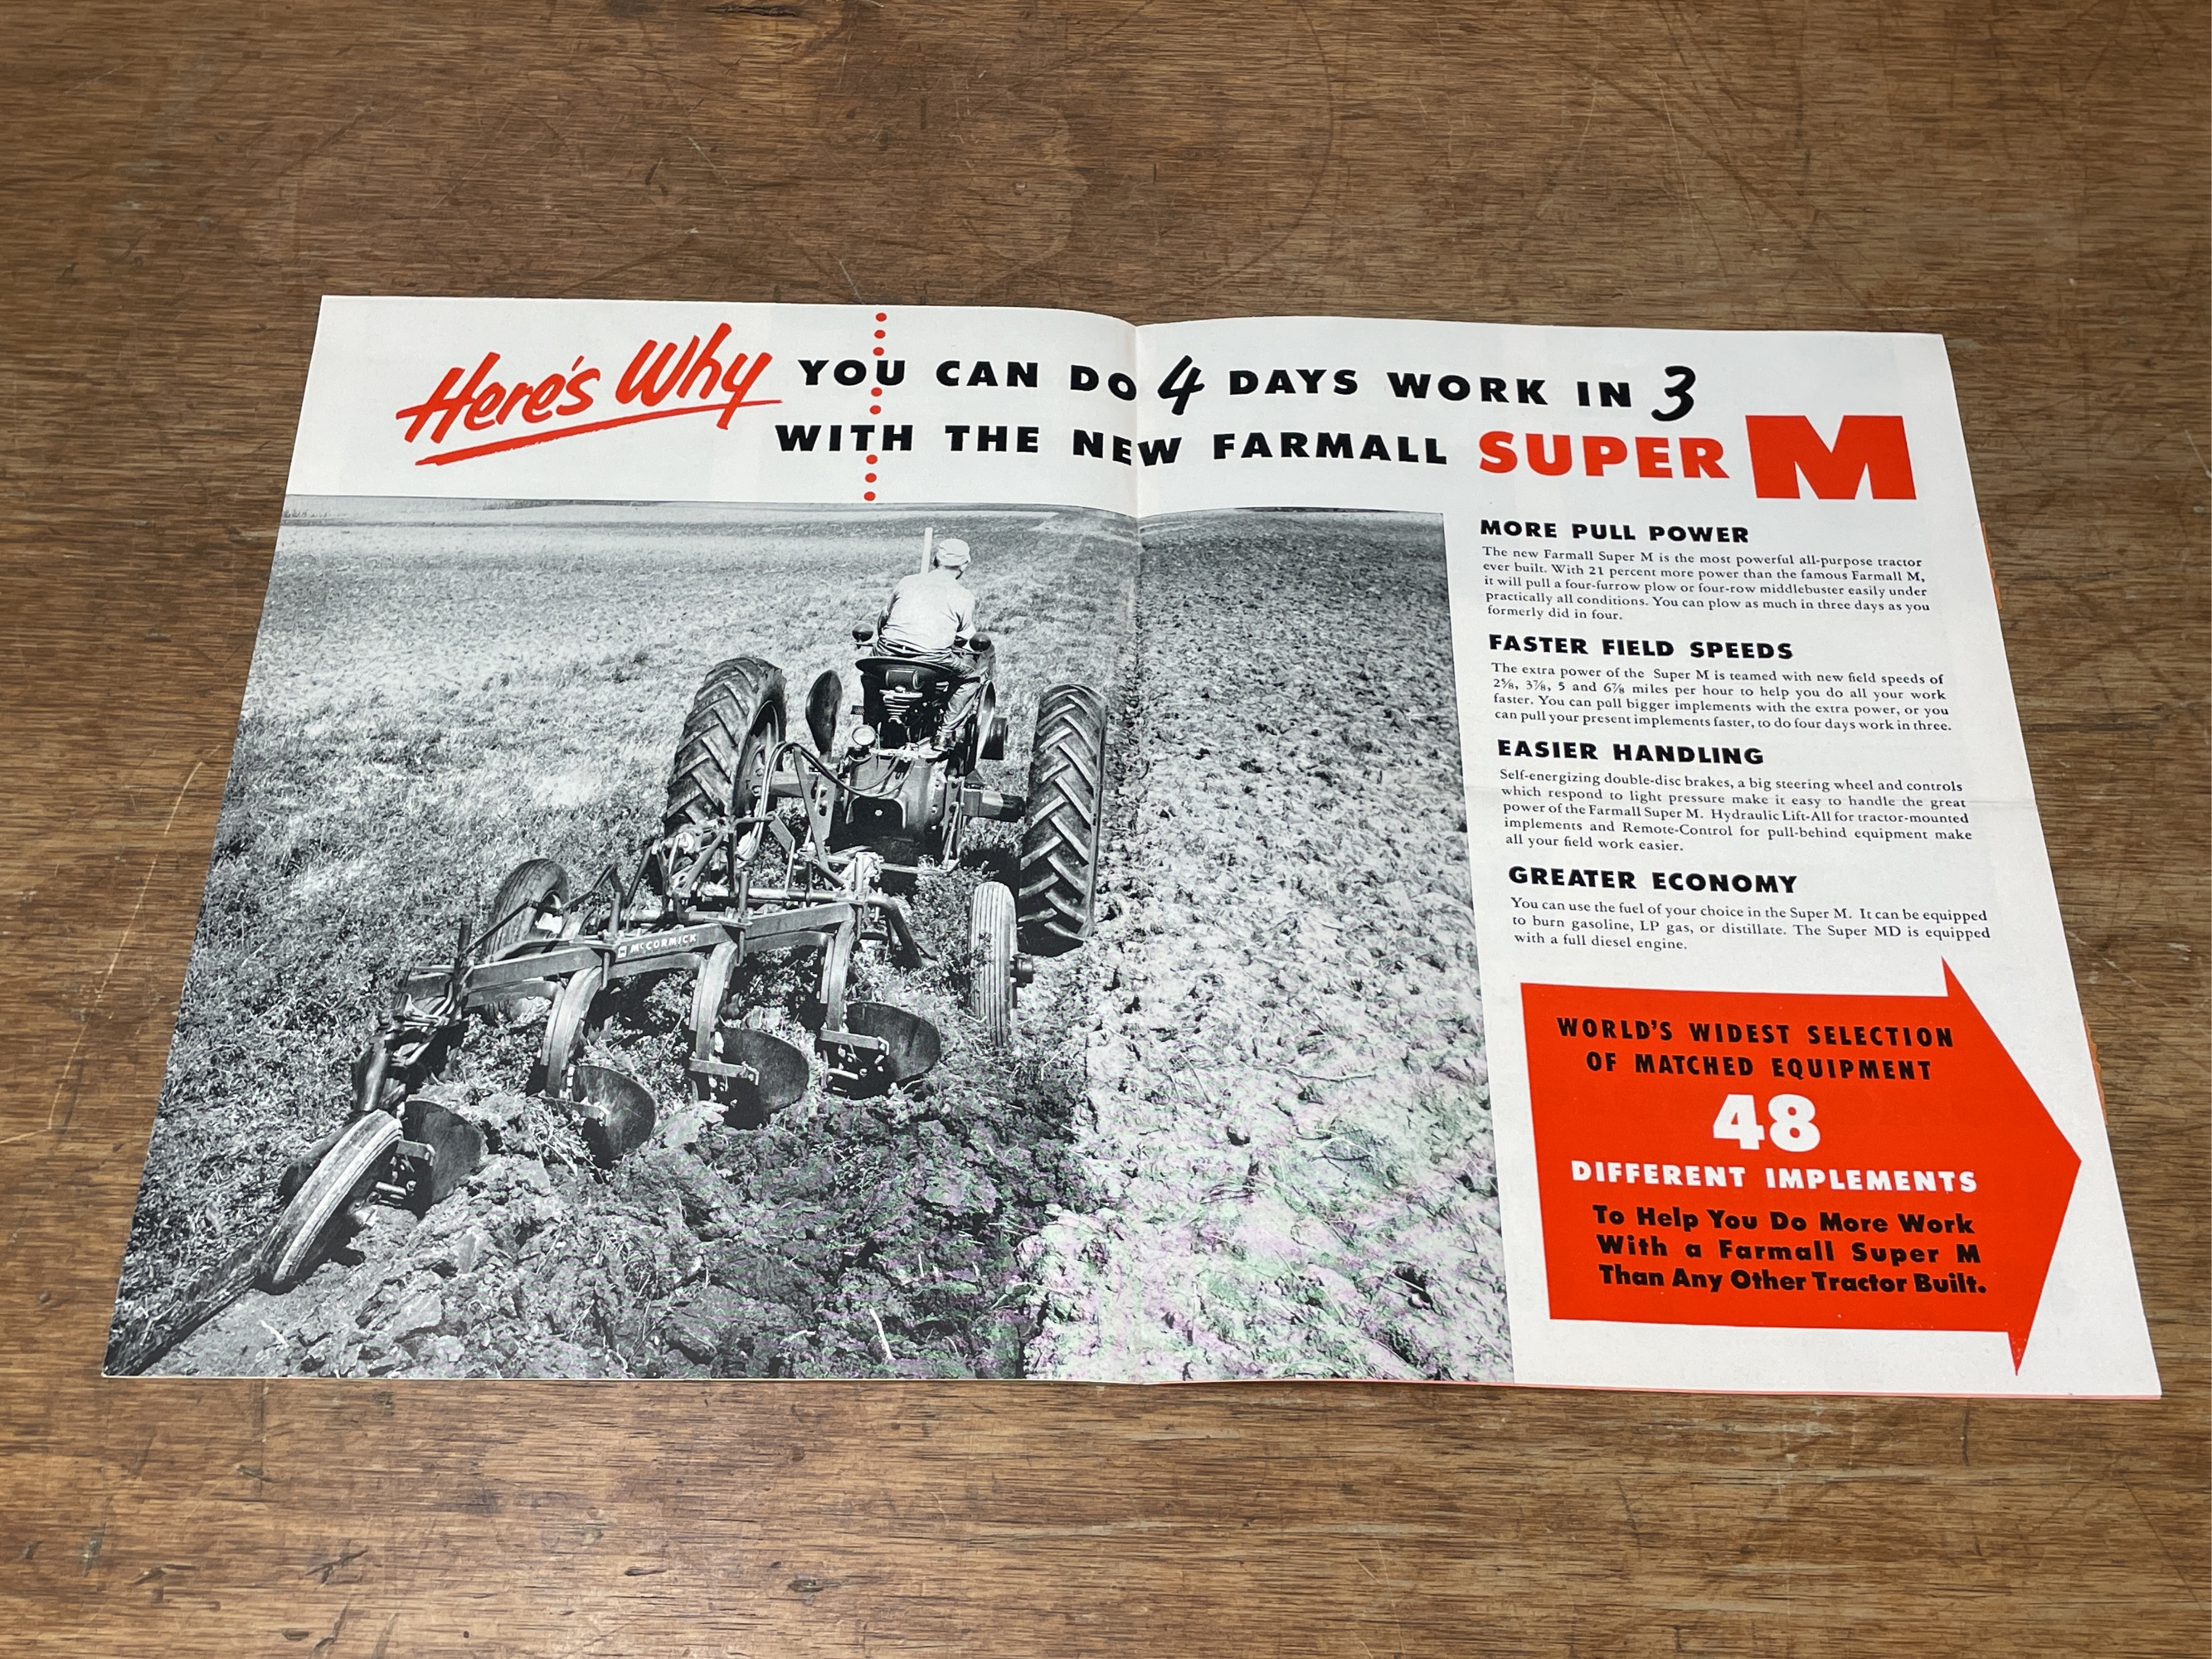 Here's Why YOU CAN DO 4 DAYS WORK IN 3
WITH THE NEW FARMALL SUPER M
MORE PULL POWER
The new Farmall Super M is the most powerful all-purpose tractor
ever built. With 21 percent more power than the famous Farmall M,
it will pull a four-furrow plow or four-row middlebuster easily under
practically all conditions. You can plow as much in three days as you
formerly did in four.
FASTER FIELD SPEEDS
The extra power of the Super M is teamed with new field speeds of
2⅝, 3⅞, 5 and 6⅞ miles per hour to help you do all your work
faster. You can pull bigger implements with the extra power, or you
can pull your present implements faster, to do four days work in three.
EASIER HANDLING
Self-energizing double-disc brakes, a big steering wheel and controls
which respond to light pressure make it easy to handle the great
power of the Farmall Super M. Hydraulic Lift-All for tractor-mounted
implements and Remote-Control for pull-behind equipment make
all your field work easier.
GREATER ECONOMY
You can use the fuel of your choice in the Super M. It can be equipped
to burn gasoline, LP gas, or distillate. The Super MD is equipped
with a full diesel engine.
McCORMICK
WORLD'S WIDEST SELECTION
OF MATCHED EQUIPMENT
48
DIFFERENT IMPLEMENTS
To Help You Do More Work
With a Farmall Super M
Than Any Other Tractor Built.